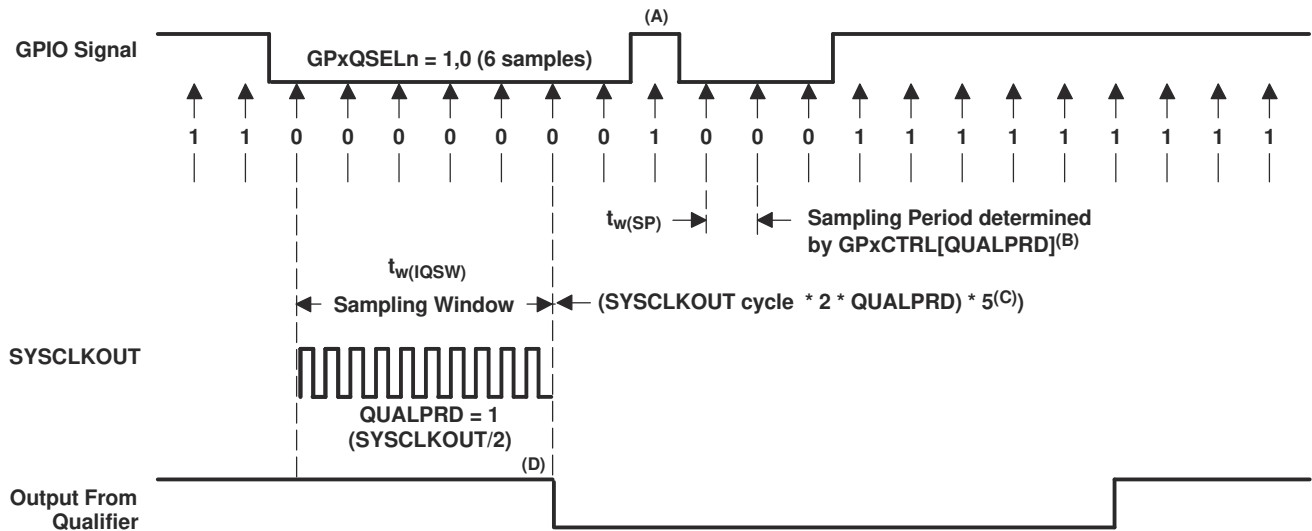 (A)
GPIO Signal
GPxQSELn = 1,0 (6 samples)
1 1 0 0 0 0 0 0 0 1 0 0 0 1 1 1 1 1 1 1 1 1
tw(SP)
Sampling Period determined
by GPxCTRL[QUALPRD](B)
tw(IQSW)
Sampling Window
(SYSCLKOUT cycle * 2 * QUALPRD) * 5(C))
SYSCLKOUT
QUALPRD = 1
(SYSCLKOUT/2)
(D)
Output From
Qualifier